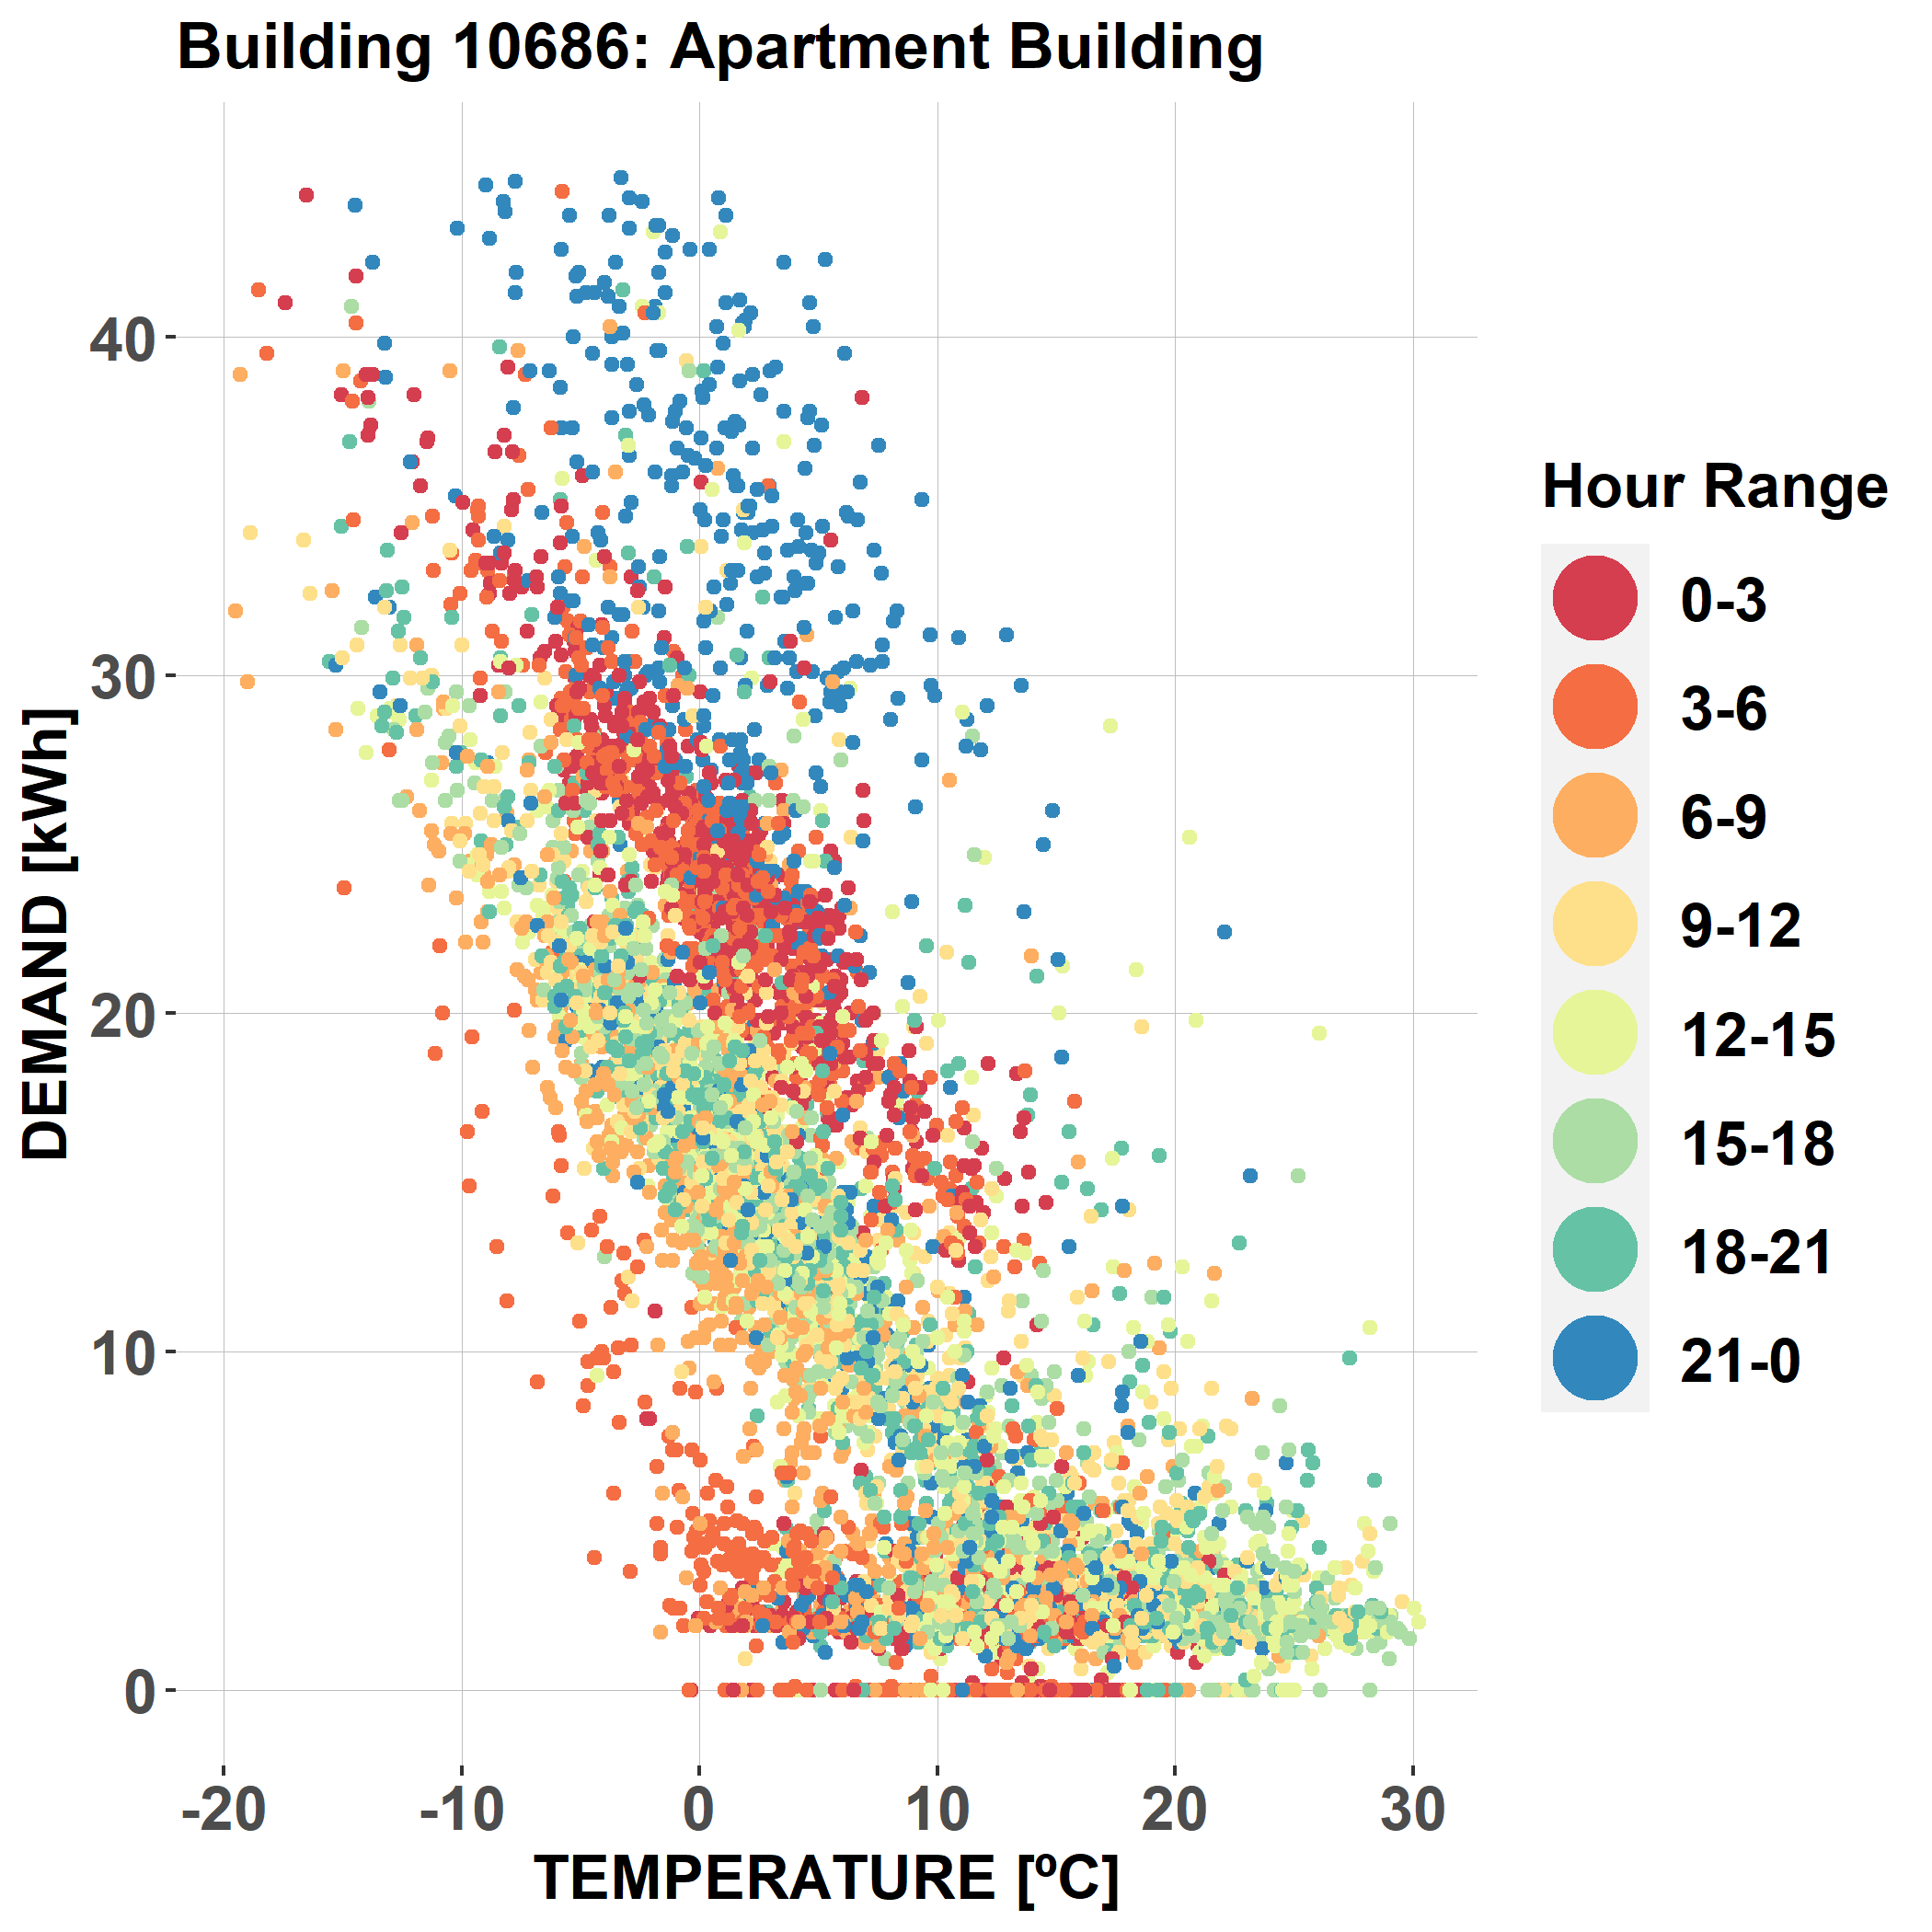 Building 10686: Apartment Building
DEMAND [kWh]
40
30
20
10
0
-20 -10 0 10 20 30
TEMPERATURE [ºC]
Hour Range
0-3
3-6
6-9
9-12
12-15
15-18
18-21
21-0